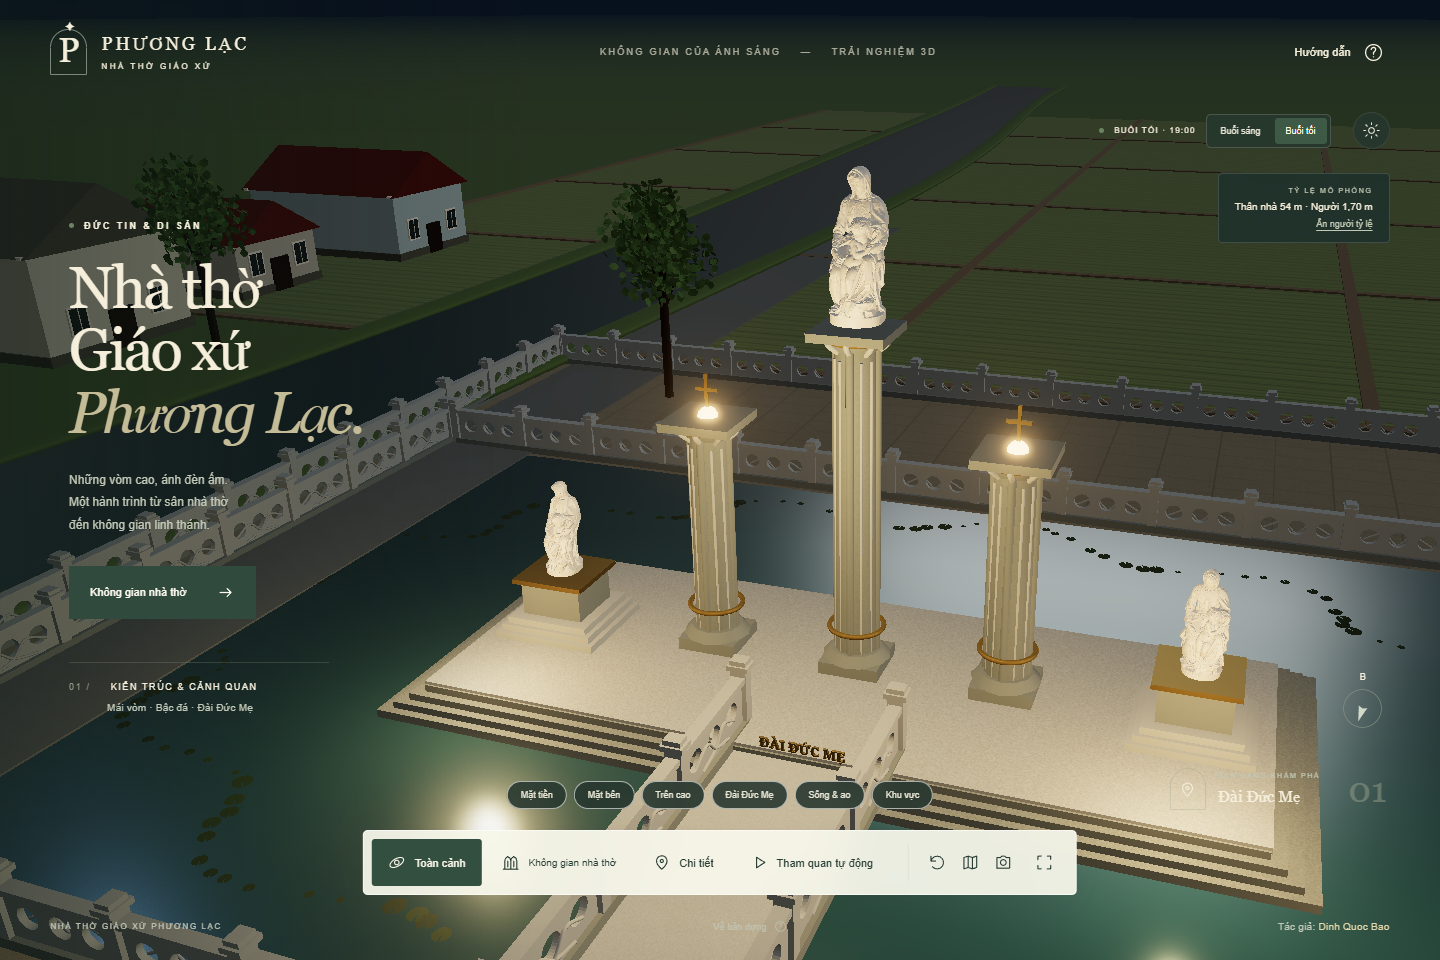 P
PHƯƠNG LẠC
NHÀ THỜ GIÁO XỨ
KHÔNG GIAN CỦA ÁNH SÁNG — TRẢI NGHIỆM 3D
Hướng dẫn ?
BUỔI TỐI · 19:00
Buổi sáng
Buổi tối
TỶ LỆ MÔ PHỎNG
Thân nhà 54 m · Người 1,70 m
Ẩn người tỷ lệ
ĐỨC TIN & DI SẢN
Nhà thờ
Giáo xứ
Phương Lạc.
Những vòm cao, ánh đèn ấm.
Một hành trình từ sân nhà thờ
đến không gian linh thánh.
Không gian nhà thờ
01 / KIẾN TRÚC & CẢNH QUAN
Mái vòm · Bậc đá · Đài Đức Mẹ
ĐÀI ĐỨC MẸ
B
KHÁM PHÁ
Đài Đức Mẹ
01
Mặt tiền
Mặt bên
Trên cao
Đài Đức Mẹ
Sông & ao
Khu vực
Toàn cảnh
Không gian nhà thờ
Chi tiết
Tham quan tự động
NHÀ THỜ GIÁO XỨ PHƯƠNG LẠC
Về bản dựng ?
Tác giả: Dinh Quoc Bao